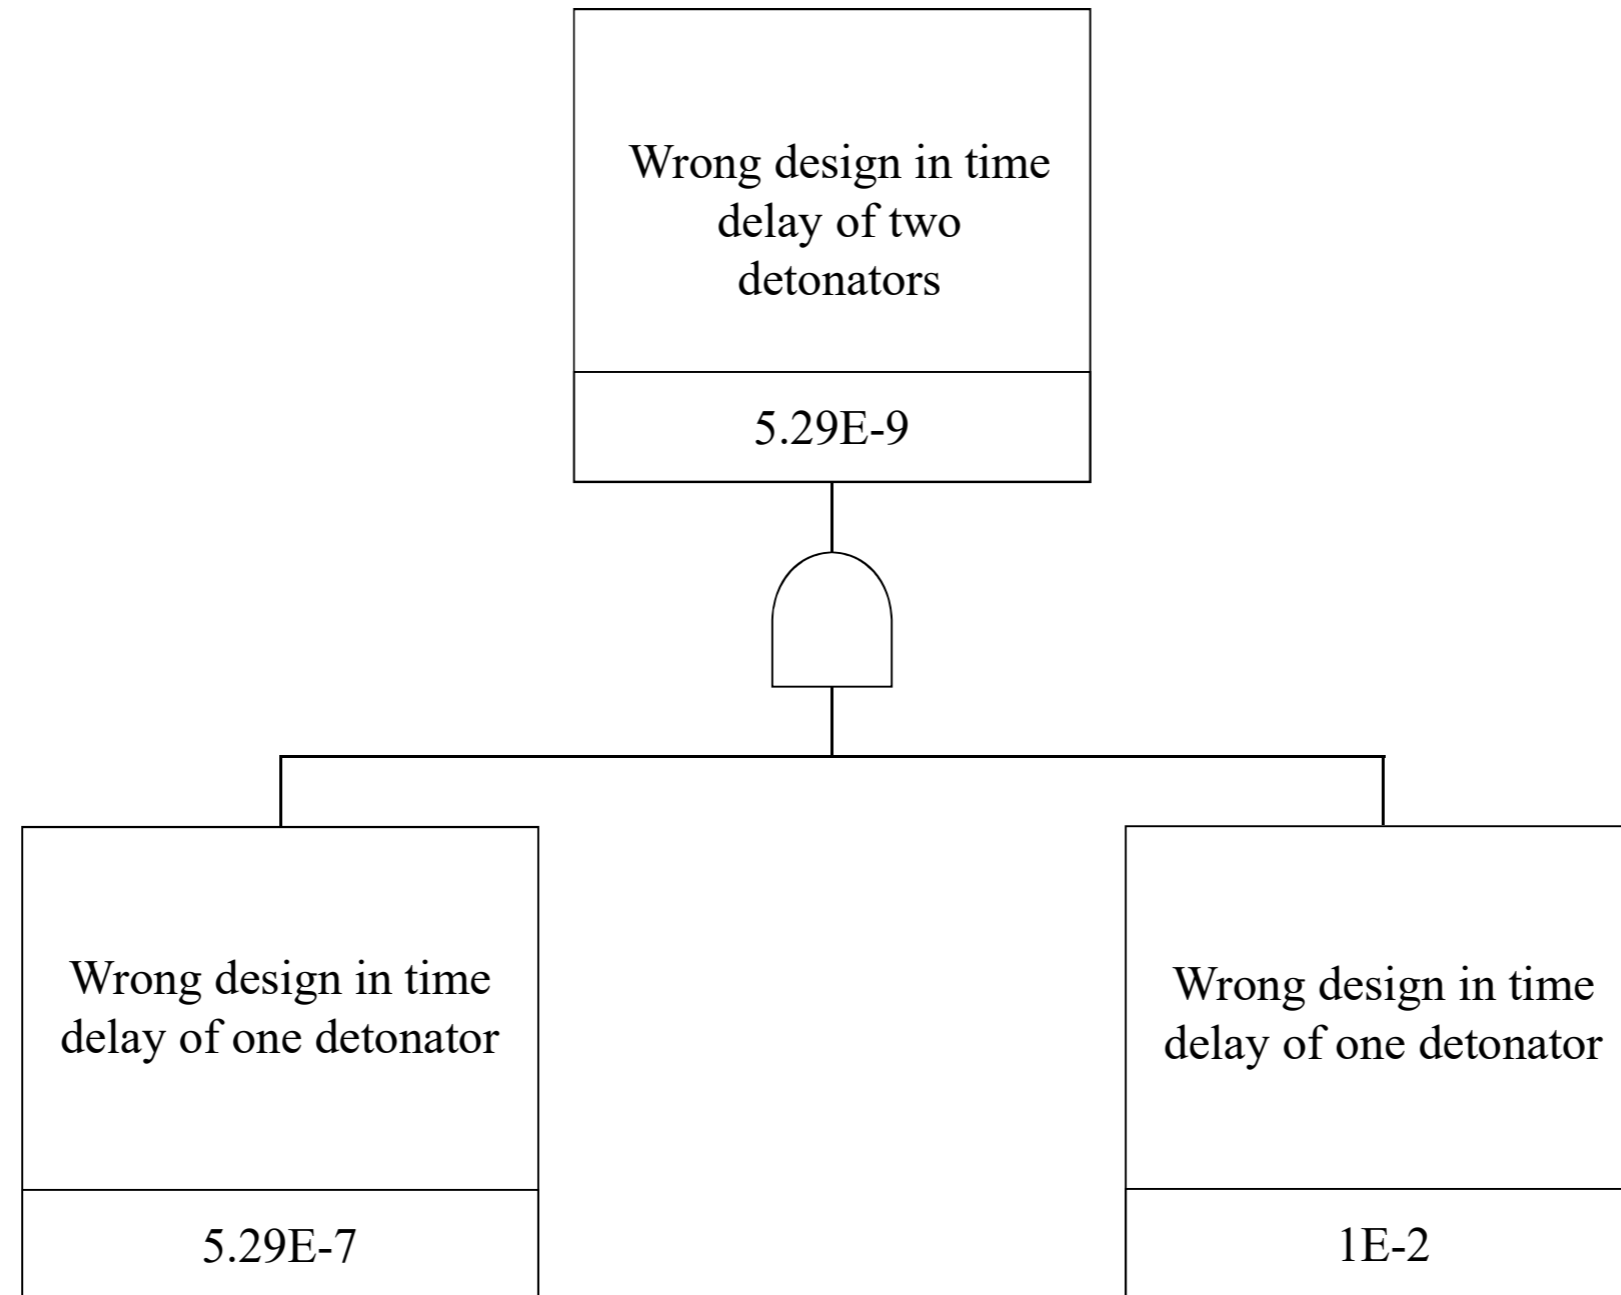 Wrong design in time
delay of two
detonators
5.29E-9
Wrong design in time
delay of one detonator
5.29E-7
Wrong design in time
delay of one detonator
1E-2